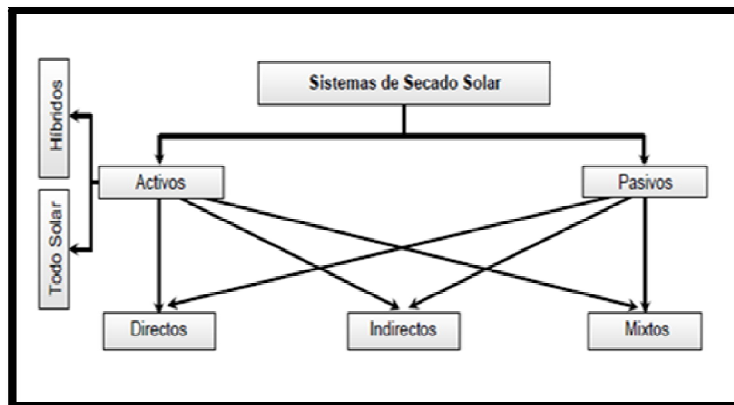 Sistemas de Secado Solar
Híbridos
Activos
Pasivos
Todo Solar
Directos
Indirectos
Mixtos